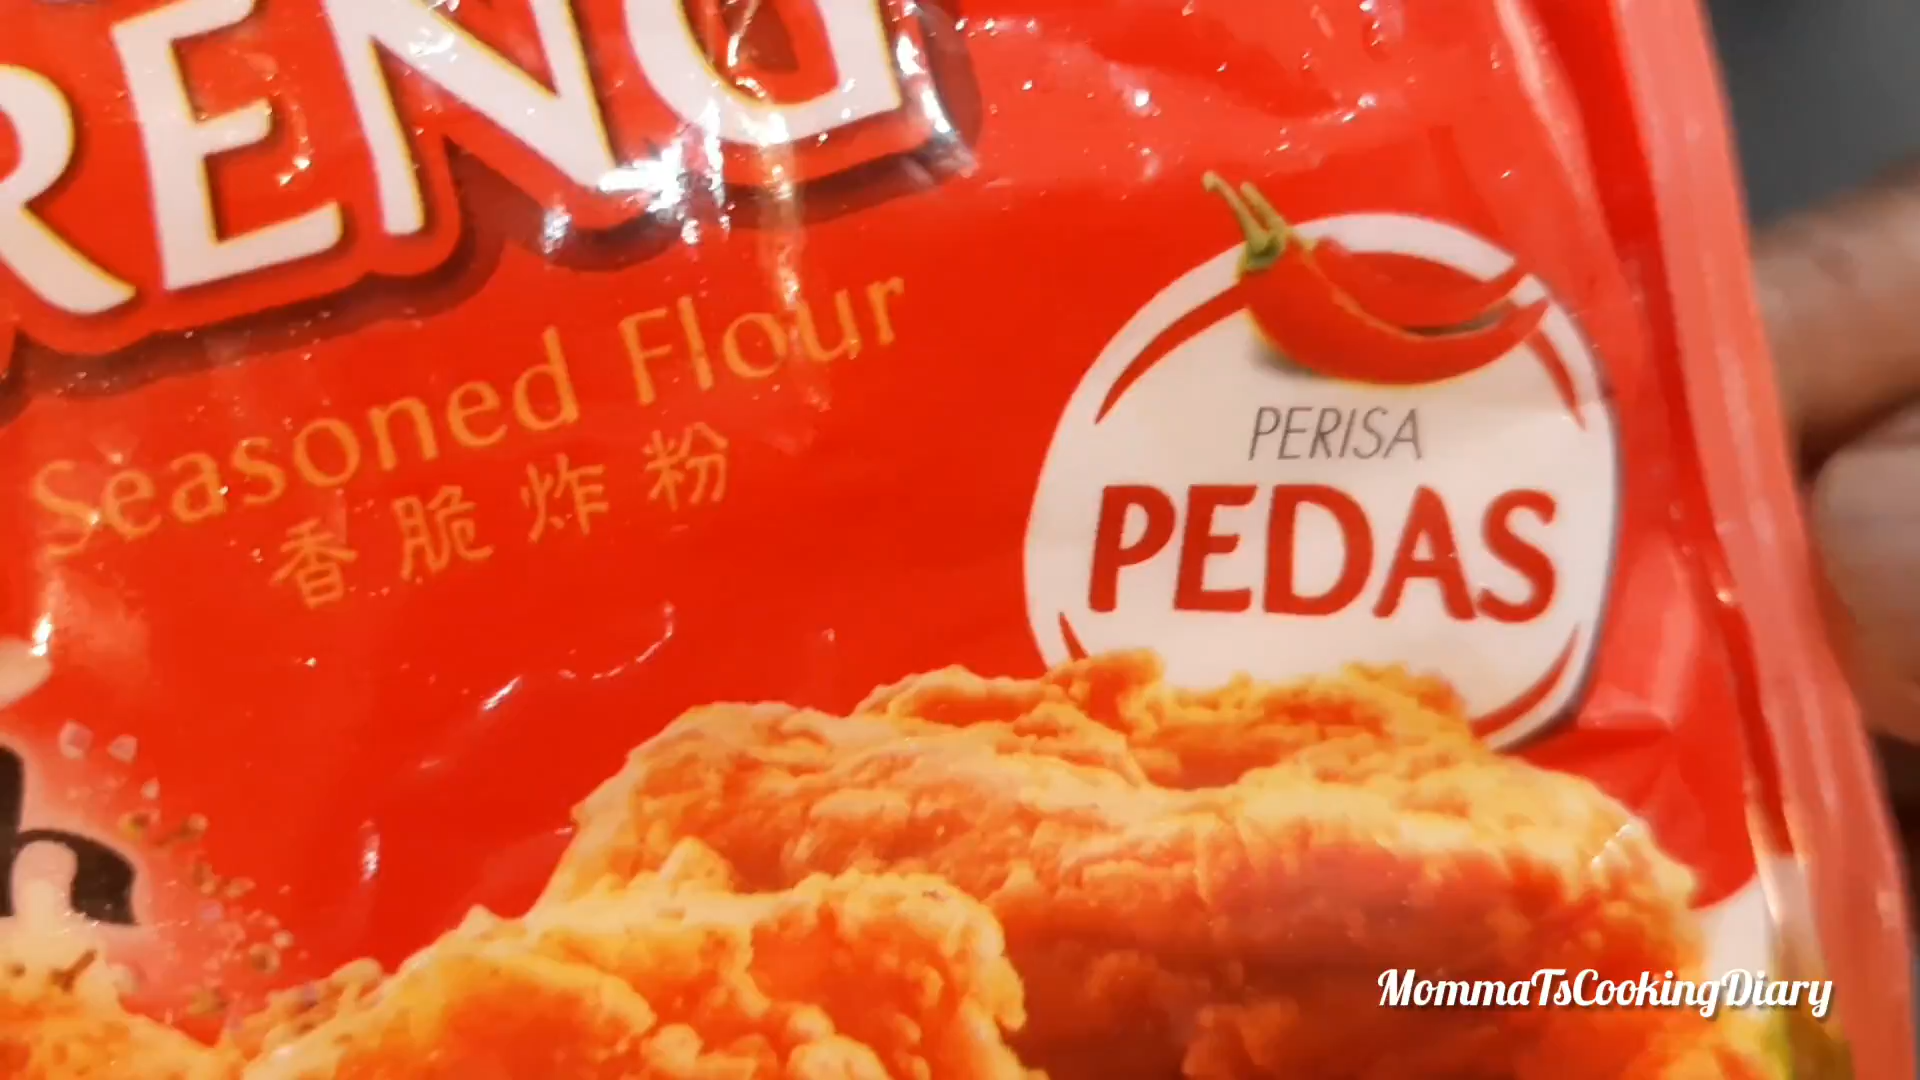 RENG
Seasoned Flour
香脆炸粉
PERISA
PEDAS
MommaTsCookingDiary